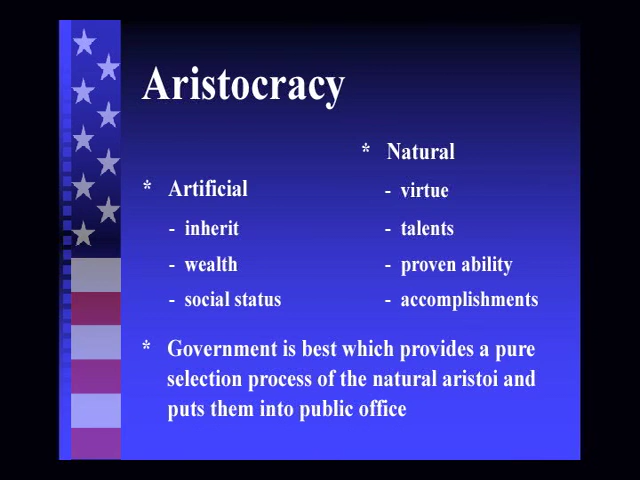 Aristocracy
* Artificial
- inherit
- wealth
- social status
* Natural
- virtue
- talents
- proven ability
- accomplishments
* Government is best which provides a pure
selection process of the natural aristoi and
puts them into public office